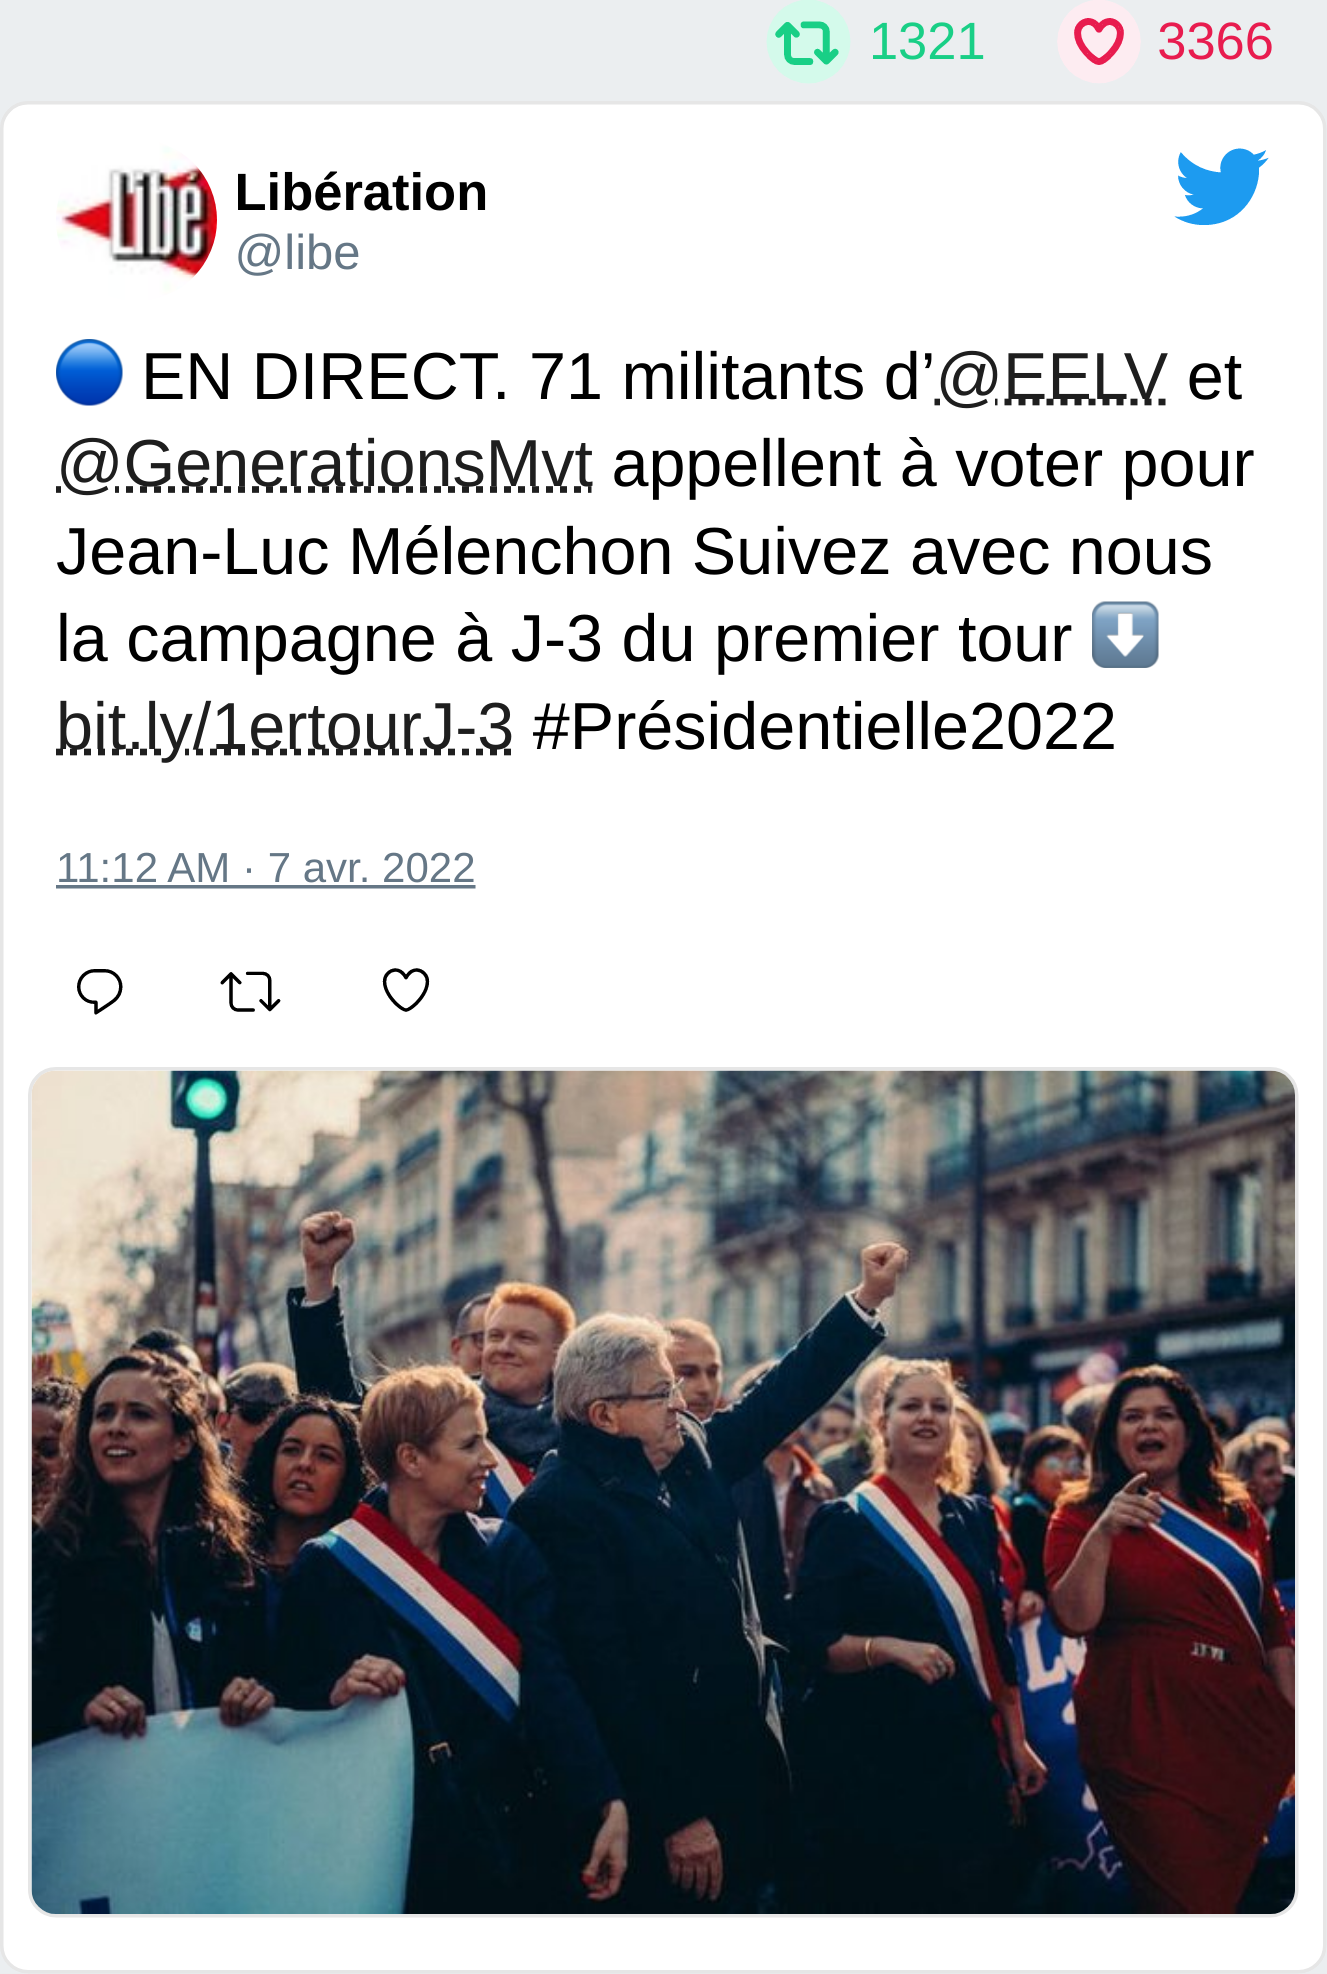 1321 3366
Libé
Libération
@libe
🔵 EN DIRECT. 71 militants d’@EELV et
@GenerationsMvt appellent à voter pour
Jean-Luc Mélenchon Suivez avec nous
la campagne à J-3 du premier tour ⬇️
bit.ly/1ertourJ-3 #Présidentielle2022
11:12 AM · 7 avr. 2022